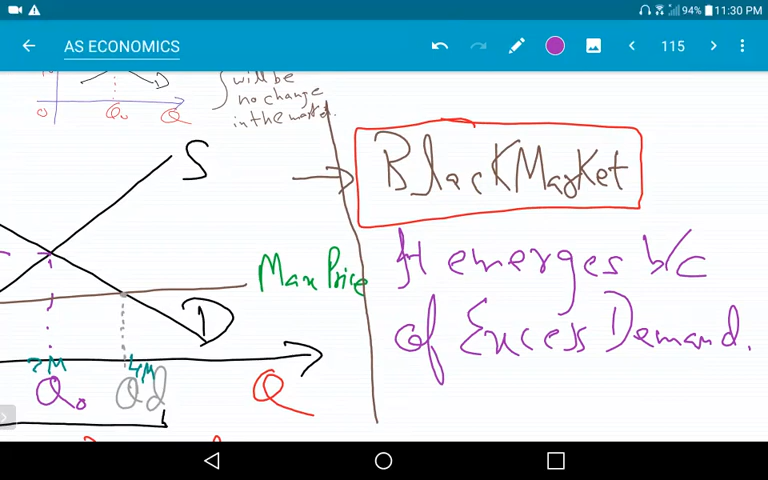 94% 11:30 PM
AS ECONOMICS
115
will be
no change
in the market.
D
0 Q₀ Q
S
Black Market
Max Price
It emerges b/c
of Excess Demand.
D
2M 4M
Q₀ Qd Q